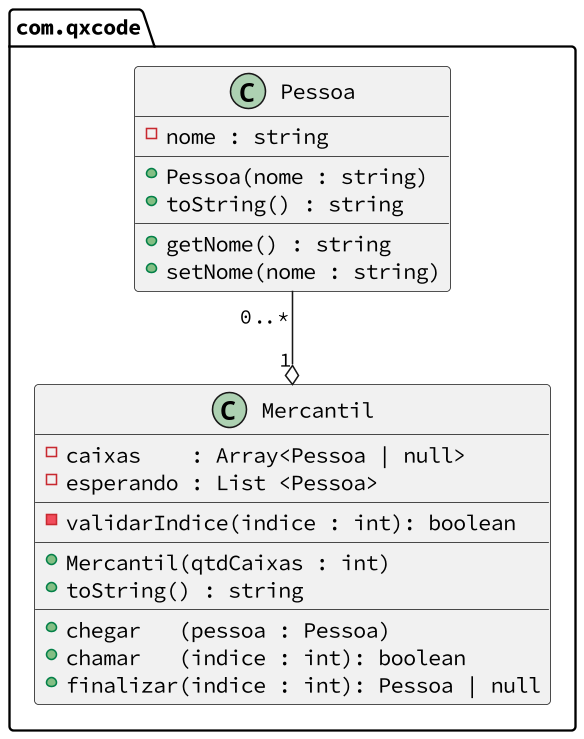 com.qxcode
C Pessoa
nome : string
Pessoa(nome : string)
toString() : string
getNome() : string
setNome(nome : string)
0..*
1
C Mercantil
caixas    : Array<Pessoa | null>
esperando : List <Pessoa>
validarIndice(indice : int): boolean
Mercantil(qtdCaixas : int)
toString() : string
chegar   (pessoa : Pessoa)
chamar   (indice : int): boolean
finalizar(indice : int): Pessoa | null